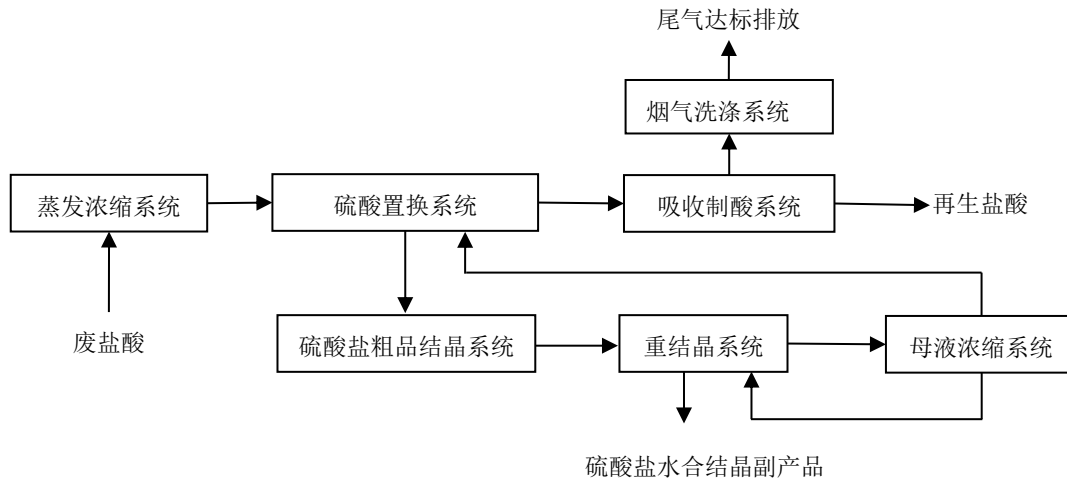 尾气达标排放
烟气洗涤系统
蒸发浓缩系统
硫酸置换系统
吸收制酸系统
再生盐酸
废盐酸
硫酸盐粗品结晶系统
重结晶系统
母液浓缩系统
硫酸盐水合结晶副产品